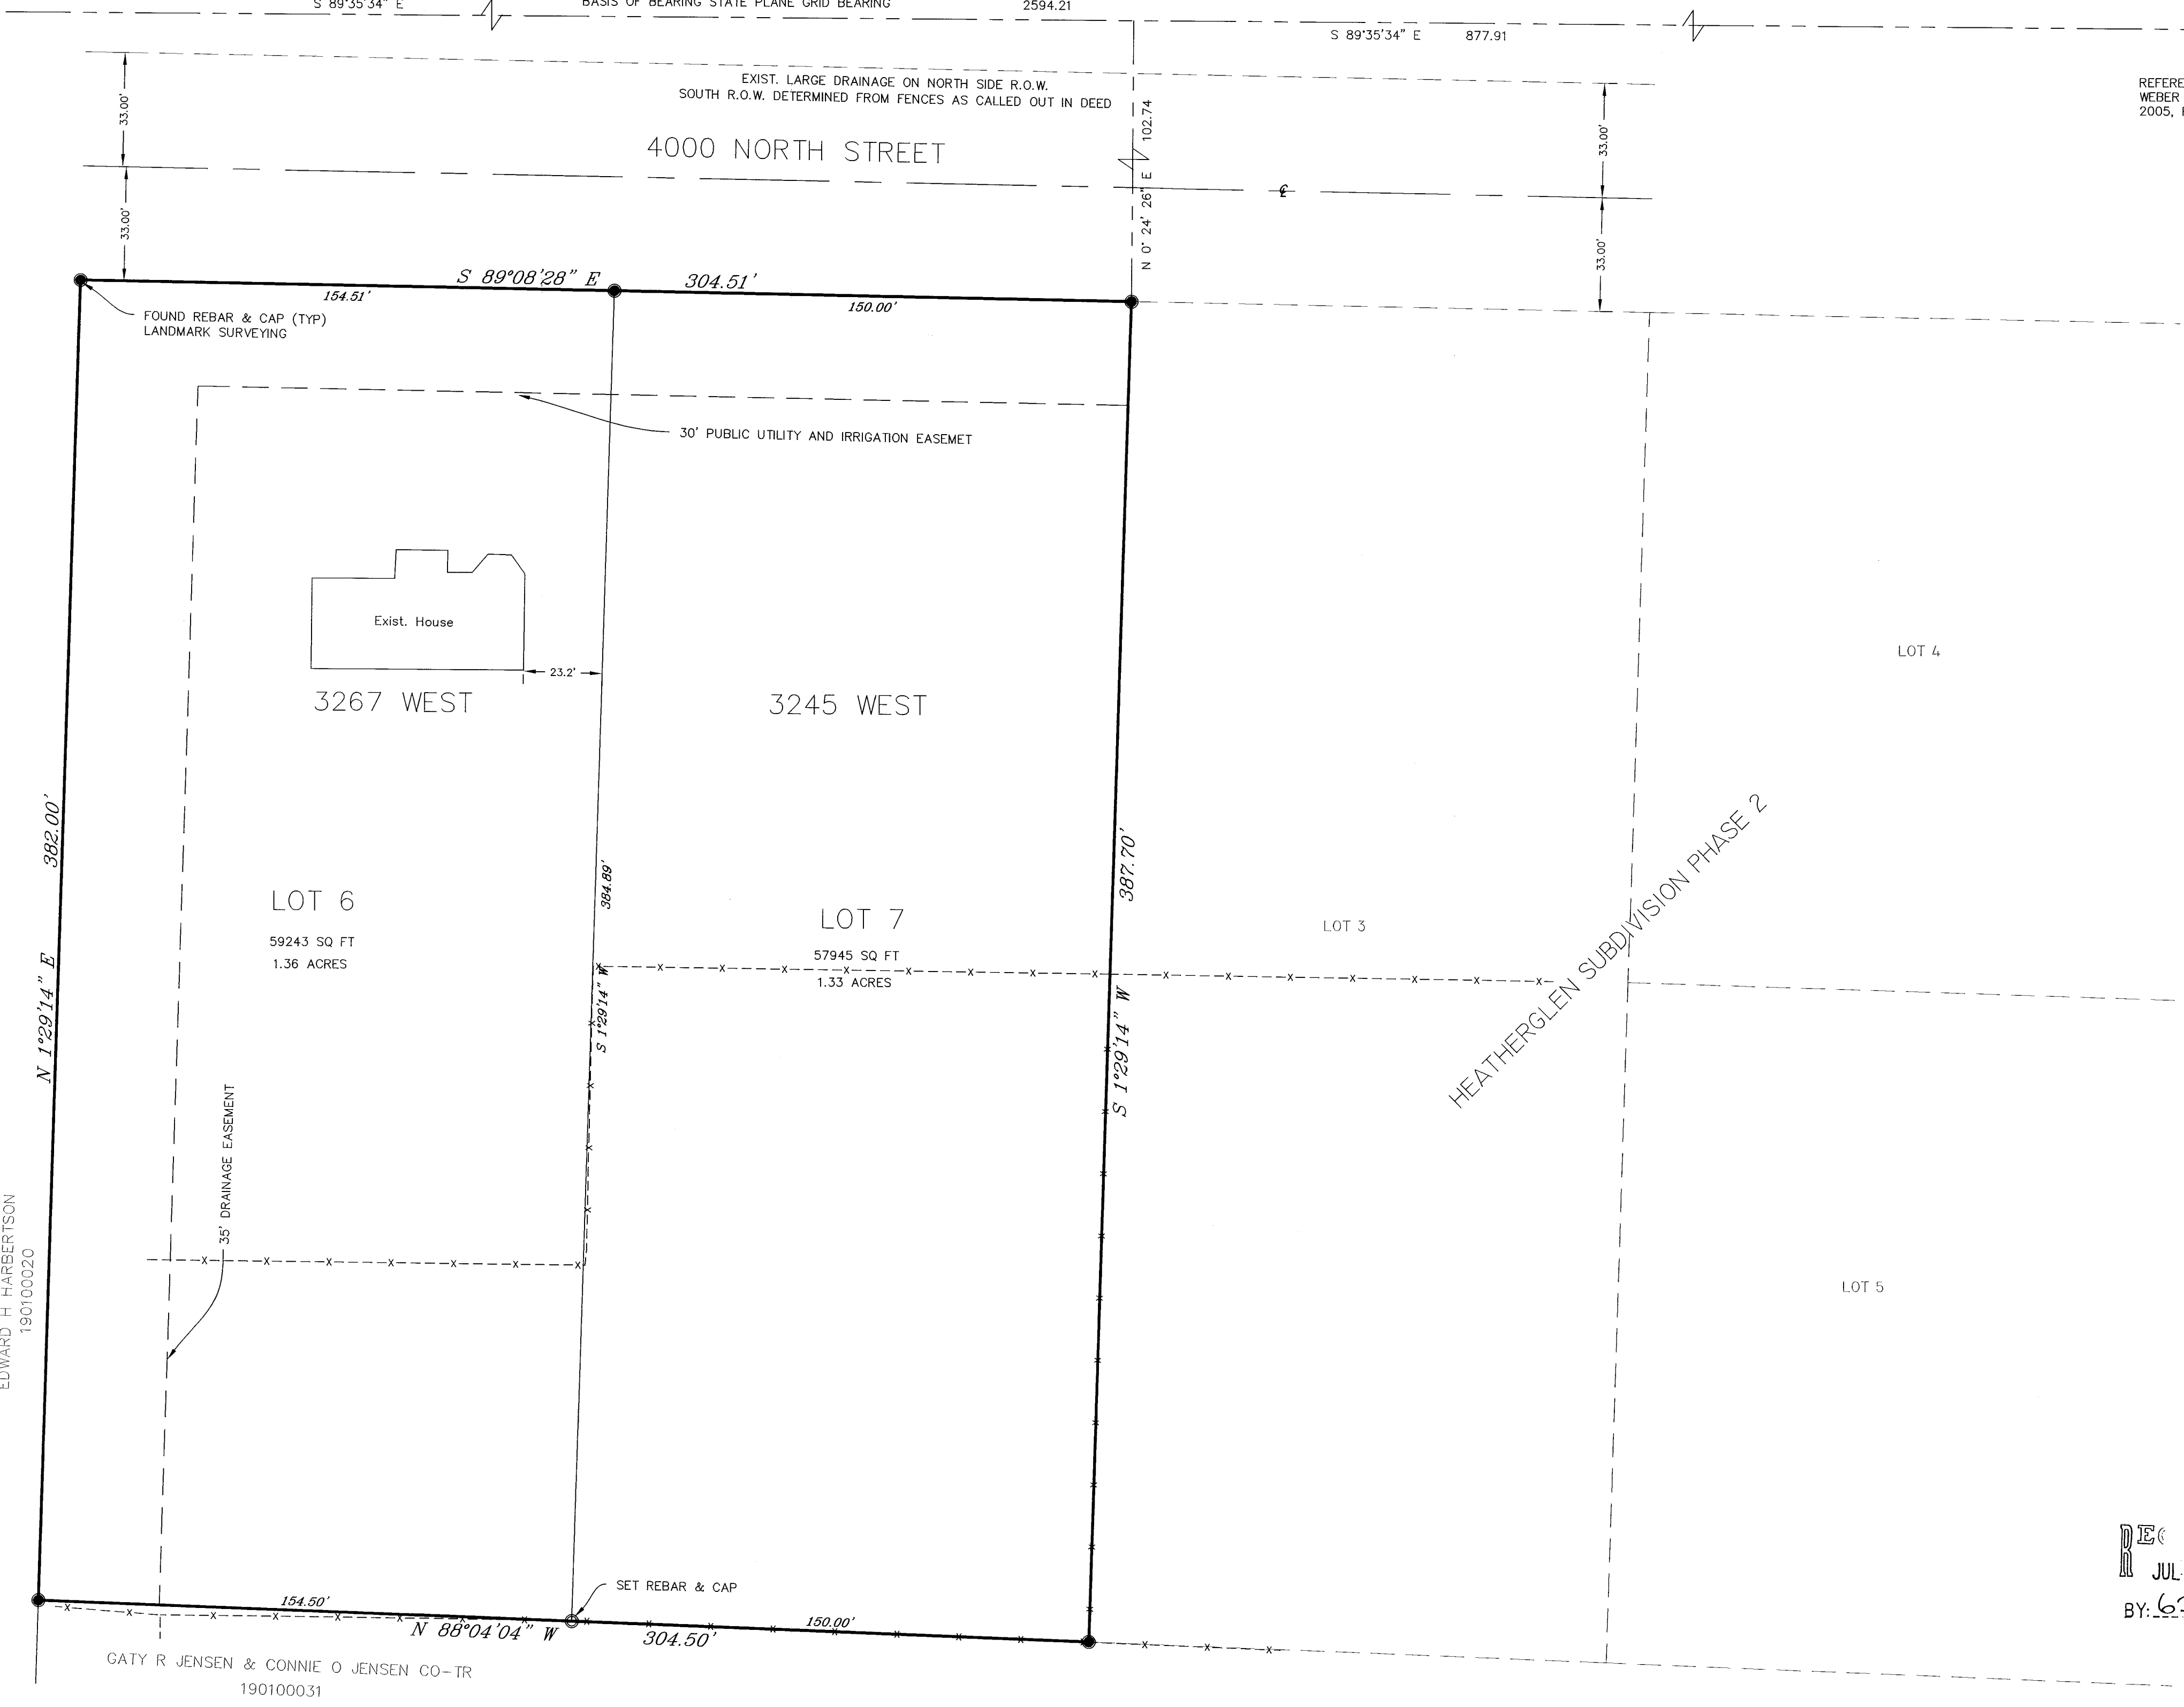 S 89°35'34" E
BASIS OF BEARING STATE PLANE GRID BEARING
2594.21
S 89°35'34" E 877.91
EXIST. LARGE DRAINAGE ON NORTH SIDE R.O.W.
SOUTH R.O.W. DETERMINED FROM FENCES AS CALLED OUT IN DEED
33.00'
33.00'
4000 NORTH STREET
N 0° 24' 26" E 102.74
33.00'
33.00'
WEBER
2005,
S 89°08'28" E 304.51'
154.51'
150.00'
FOUND REBAR & CAP (TYP)
LANDMARK SURVEYING
30' PUBLIC UTILITY AND IRRIGATION EASEMET
Exist. House
23.2'
3267 WEST
3245 WEST
LOT 4
N 1°29'14" E 382.00'
384.89'
S 1°29'14" W
387.70'
S 1°29'14" W
LOT 6
59243 SQ FT
1.36 ACRES
LOT 7
57945 SQ FT
1.33 ACRES
LOT 3
HEATHERGLEN SUBDIVISION PHASE 2
35' DRAINAGE EASEMENT
EDWARD H HARBERTSON
190100020
LOT 5
SET REBAR & CAP
154.50'
150.00'
N 88°04'04" W 304.50'
GATY R JENSEN & CONNIE O JENSEN CO-TR
190100031
JUL
BY: